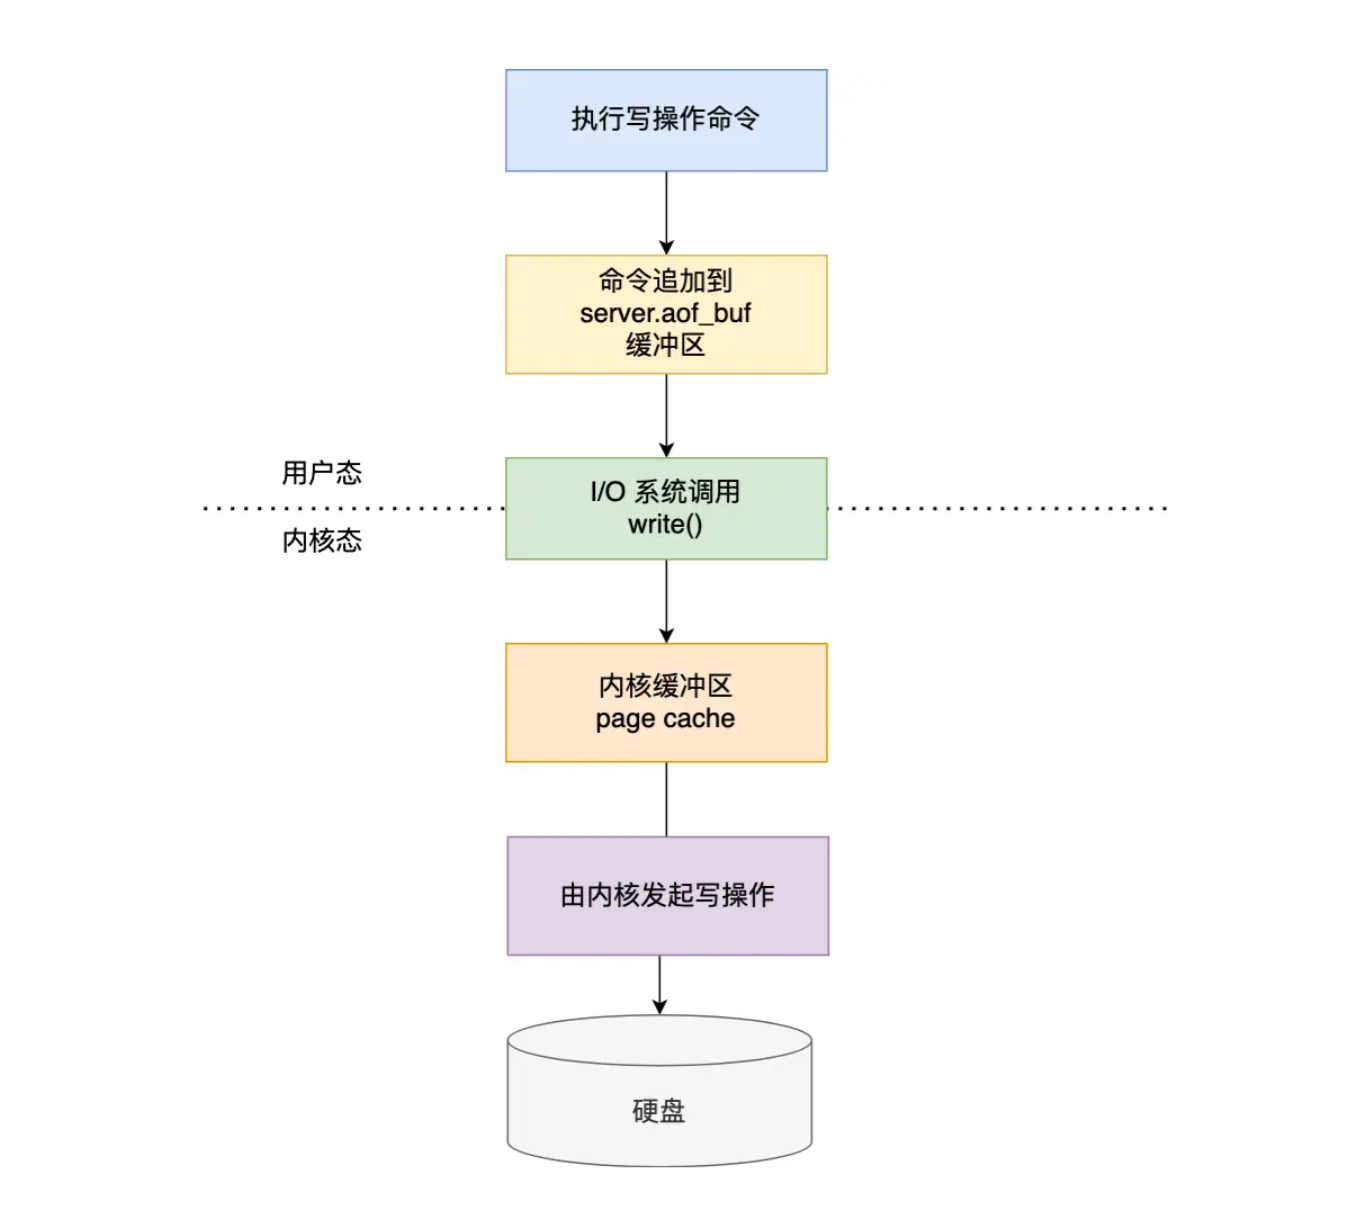 执行写操作命令
命令追加到
server.aof_buf
缓冲区
用户态
I/O 系统调用
write()
内核态
内核缓冲区
page cache
由内核发起写操作
硬盘